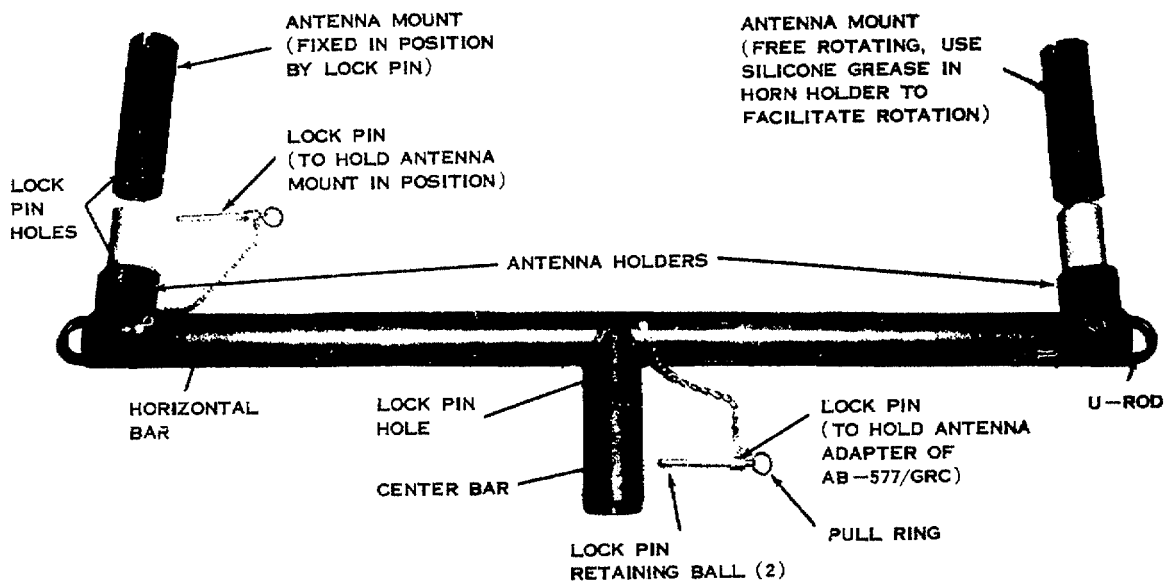 ANTENNA MOUNT
(FIXED IN POSITION
BY LOCK PIN)
ANTENNA MOUNT
(FREE ROTATING, USE
SILICONE GREASE IN
HORN HOLDER TO
FACILITATE ROTATION)
LOCK PIN
(TO HOLD ANTENNA
MOUNT IN POSITION)
LOCK
PIN
HOLES
ANTENNA HOLDERS
HORIZONTAL
BAR
LOCK PIN
HOLE
LOCK PIN
(TO HOLD ANTENNA
ADAPTER OF
AB-577/GRC)
U-ROD
CENTER BAR
PULL RING
LOCK PIN
RETAINING BALL (2)